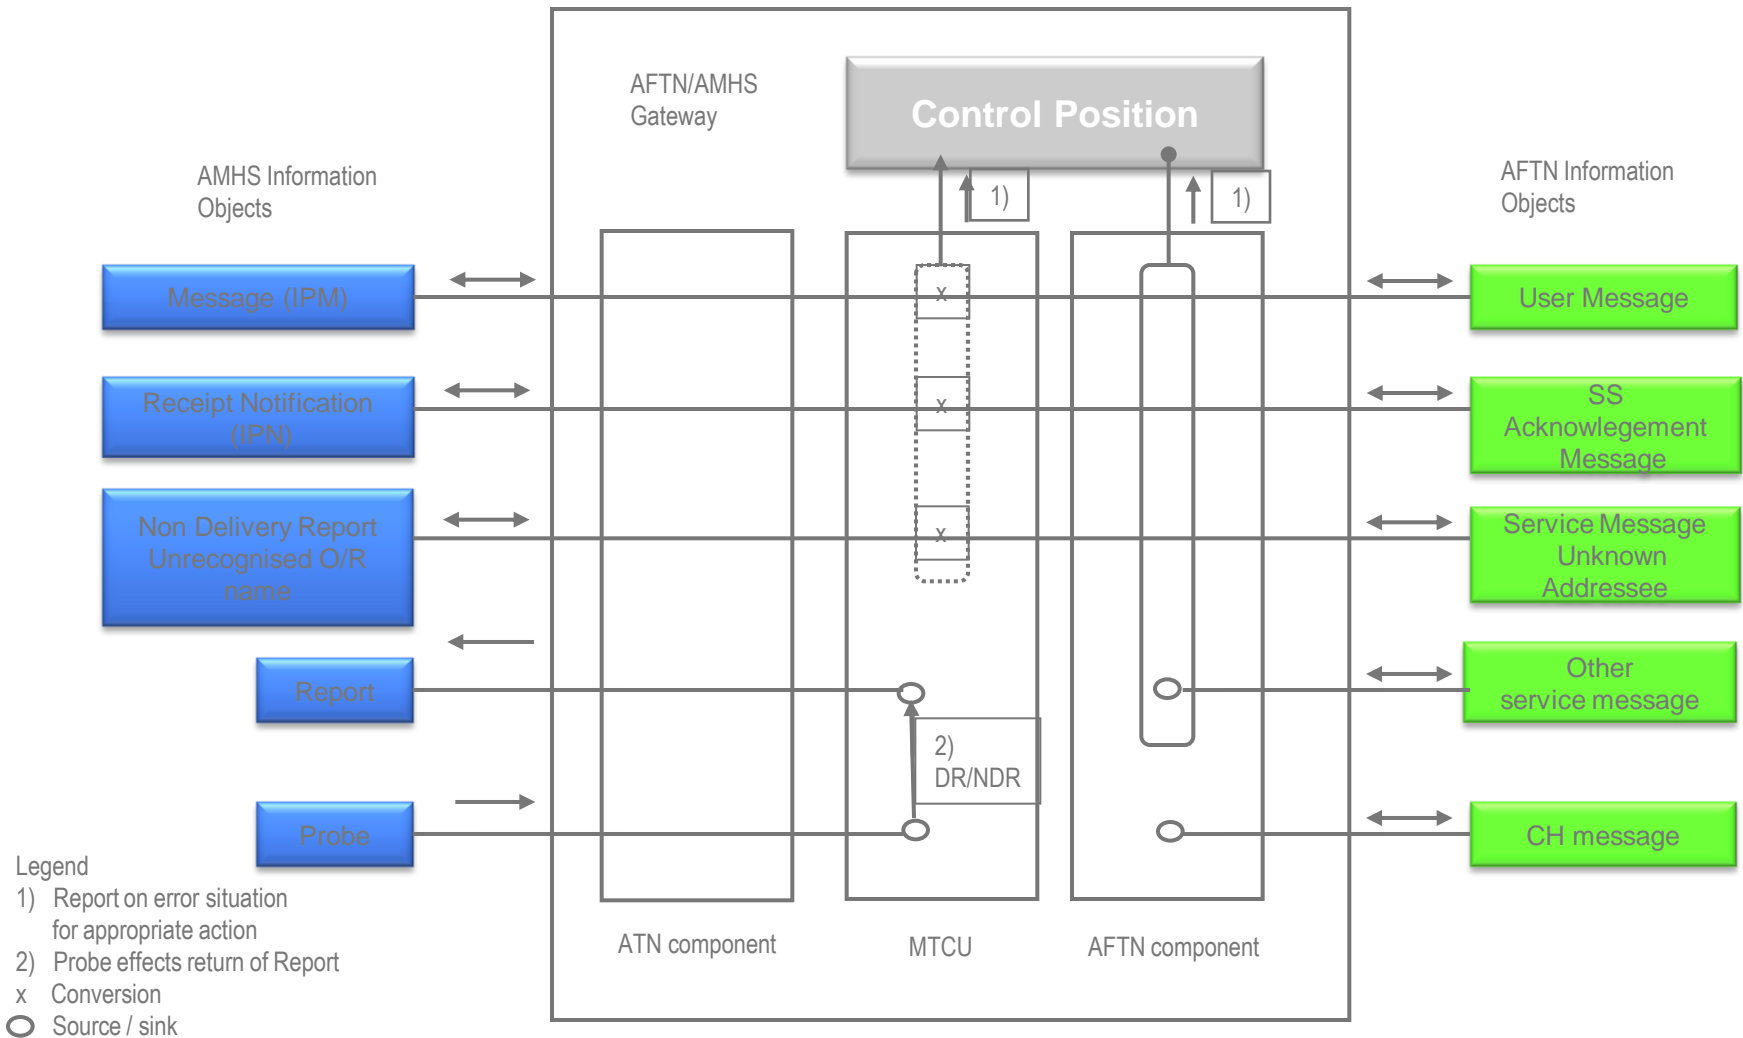 AFTN/AMHS
Gateway
Control Position
AMHS Information
Objects
AFTN Information
Objects
1)
1)
Message (IPM)
x
User Message
Receipt Notification
(IPN)
x
SS
Acknowlegement
Message
Non Delivery Report
Unrecognised O/R
name
x
Service Message
Unknown
Addressee
Report
Other
service message
2)
DR/NDR
Probe
CH message
Legend
1) Report on error situation
for appropriate action
2) Probe effects return of Report
x Conversion
Source / sink
ATN component
MTCU
AFTN component